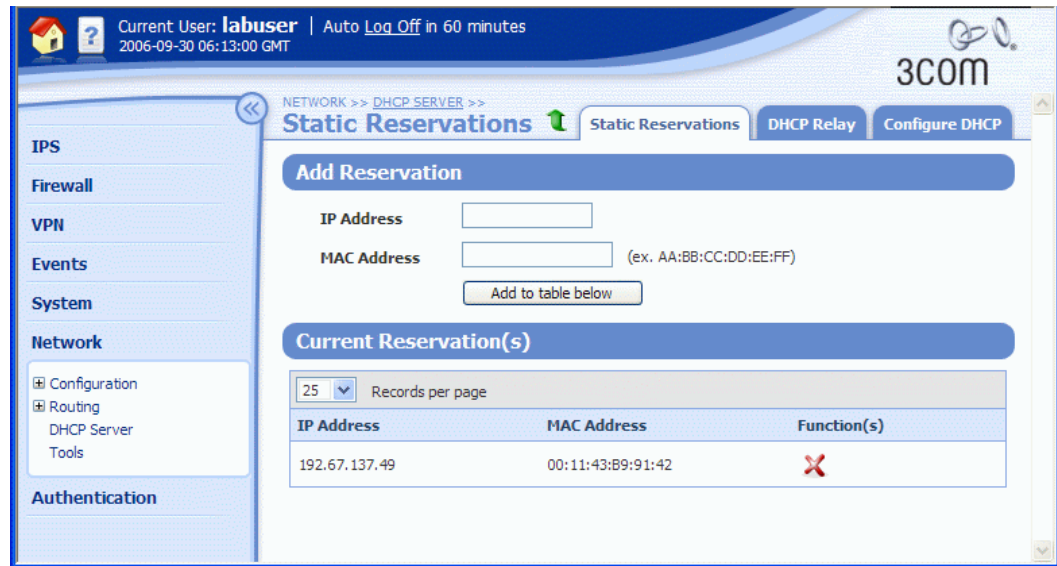 Current User: labuser | Auto Log Off in 60 minutes
2006-09-30 06:13:00 GMT
3COM
NETWORK >> DHCP SERVER >>
Static Reservations
Static Reservations
DHCP Relay
Configure DHCP
IPS
Firewall
VPN
Events
System
Network
Configuration
Routing
DHCP Server
Tools
Authentication
Add Reservation
IP Address
MAC Address (ex. AA:BB:CC:DD:EE:FF)
Add to table below
Current Reservation(s)
25 Records per page
IP Address MAC Address Function(s)
192.67.137.49 00:11:43:B9:91:42